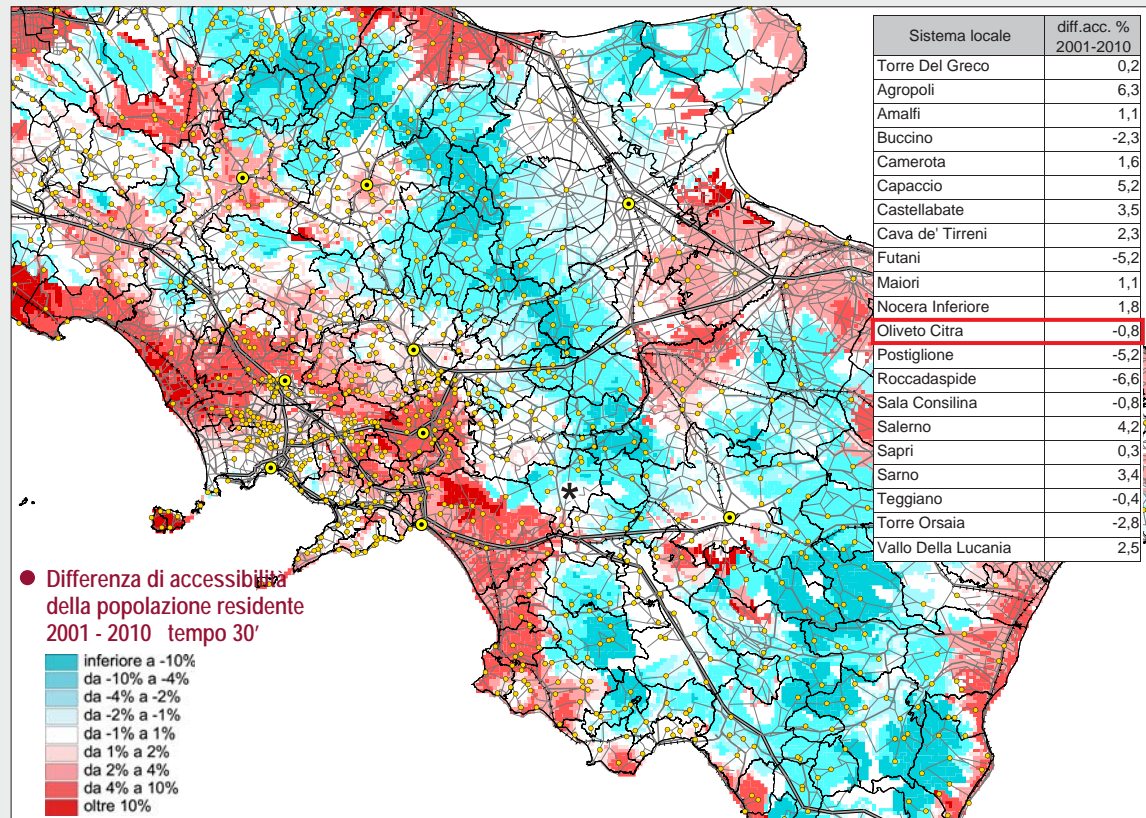 Sistema locale diff.acc. % 2001-2010
Torre Del Greco 0,2
Agropoli 6,3
Amalfi 1,1
Buccino -2,3
Camerota 1,6
Capaccio 5,2
Castellabate 3,5
Cava de' Tirreni 2,3
Futani -5,2
Maiori 1,1
Nocera Inferiore 1,8
Oliveto Citra -0,8
Postiglione -5,2
Roccadaspide -6,6
Sala Consilina -0,8
Salerno 4,2
Sapri 0,3
Sarno 3,4
Teggiano -0,4
Torre Orsaia -2,8
Vallo Della Lucania 2,5
*
Differenza di accessibilità
della popolazione residente
2001 - 2010 tempo 30'
inferiore a -10%
da -10% a -4%
da -4% a -2%
da -2% a -1%
da -1% a 1%
da 1% a 2%
da 2% a 4%
da 4% a 10%
oltre 10%